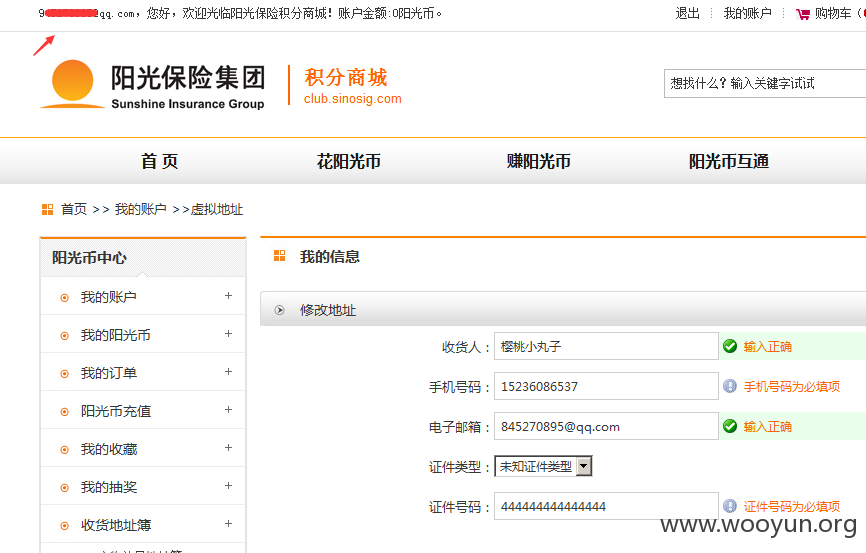 qq.com，您好，欢迎光临阳光保险积分商城！账户金额:0阳光币。
退出 我的账户 购物车（
阳光保险集团 积分商城
Sunshine Insurance Group club.sinosig.com
想找什么？输入关键字试试
首 页 花阳光币 赚阳光币 阳光币互通
首页 >> 我的账户 >>虚拟地址
阳光币中心
我的账户 +
我的阳光币 +
我的订单 +
阳光币充值 +
我的收藏 +
我的抽奖 +
收货地址簿 +
我的信息
修改地址
收货人： 樱桃小丸子 输入正确
手机号码： 15236086537 手机号码为必填项
电子邮箱： 845270895@qq.com 输入正确
证件类型： 未知证件类型
证件号码： 444444444444444 证件号码为必填项
www.wooyun.org